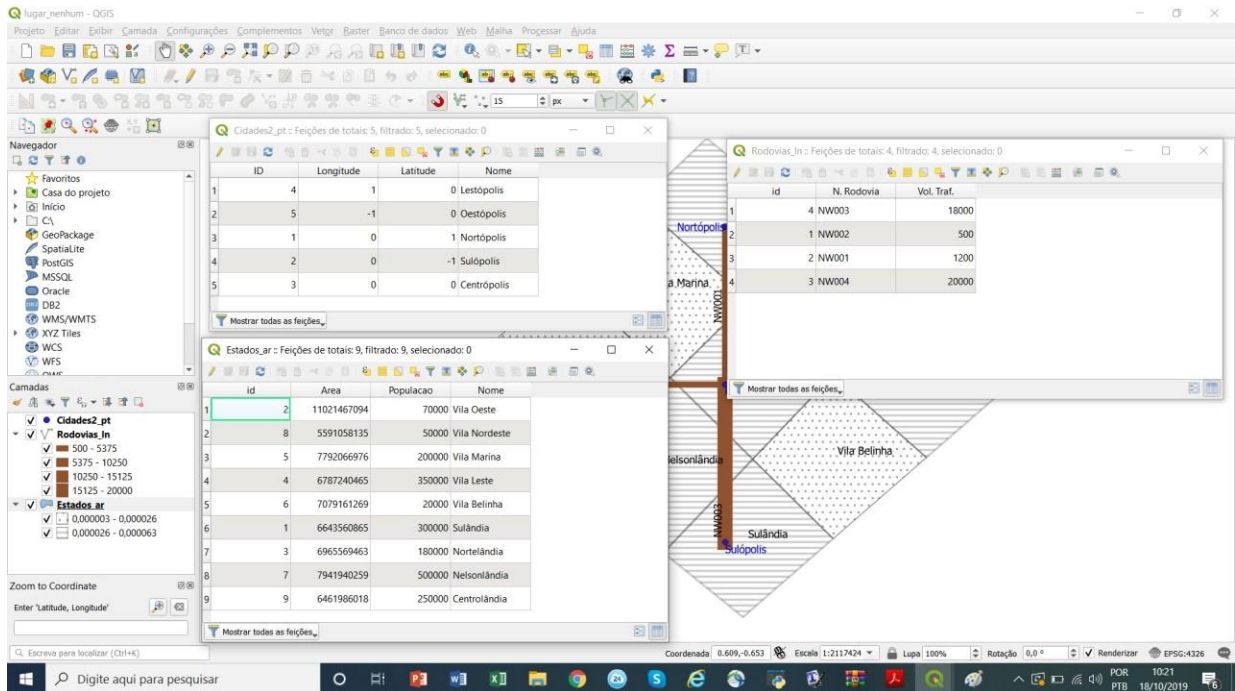 lugar_nenhum - QGIS
Projeto Editar Exibir Camada Configurações Complementos Vetor Raster Banco de dados Web Malha Processar Ajuda
15 px
Navegador
Favoritos
Casa do projeto
Início
C:\
GeoPackage
SpatiaLite
PostGIS
MSSQL
Oracle
DB2
WMS/WMTS
XYZ Tiles
WCS
WFS
Camadas
Cidades2_pt
Rodovias_ln
500 - 5375
5375 - 10250
10250 - 15125
15125 - 20000
Estados_ar
0,000003 - 0,000026
0,000026 - 0,000063
Zoom to Coordinate
Enter 'Latitude, Longitude'
Cidades2_pt :: Feições de totais: 5, filtrado: 5, selecionado: 0
ID Longitude Latitude Nome
1 4 1 0 Lestópolis
2 5 -1 0 Oestópolis
3 1 0 1 Nortópolis
4 2 0 -1 Sulópolis
5 3 0 0 Centrópolis
Mostrar todas as feições
Estados_ar :: Feições de totais: 9, filtrado: 9, selecionado: 0
id Area Populacao Nome
1 2 11021467094 70000 Vila Oeste
2 8 5591058135 50000 Vila Nordeste
3 5 7792066976 200000 Vila Marina
4 4 6787240465 350000 Vila Leste
5 6 7079161269 20000 Vila Belinha
6 1 6643560865 300000 Sulândia
7 3 6965569463 180000 Nortelândia
8 7 7941940259 500000 Nelsonlândia
9 9 6461986018 250000 Centrolândia
Mostrar todas as feições
Rodovias_ln :: Feições de totais: 4, filtrado: 4, selecionado: 0
id N. Rodovia Vol. Traf.
1 4 NW003 18000
2 1 NW002 500
3 2 NW001 1200
4 3 NW004 20000
Mostrar todas as feições
Nortópolis
a Marina
NW001
Vila Belinha
elsonlândia
NW003
Sulândia
Sulópolis
Escreva para localizar (Ctrl+K)
Coordenada 0.609,-0.653 Escala 1:2117424 Lupa 100% Rotação 0,0 ° Renderizar EPSG:4326
Digite aqui para pesquisar
POR
PTB
10:21
18/10/2019
6